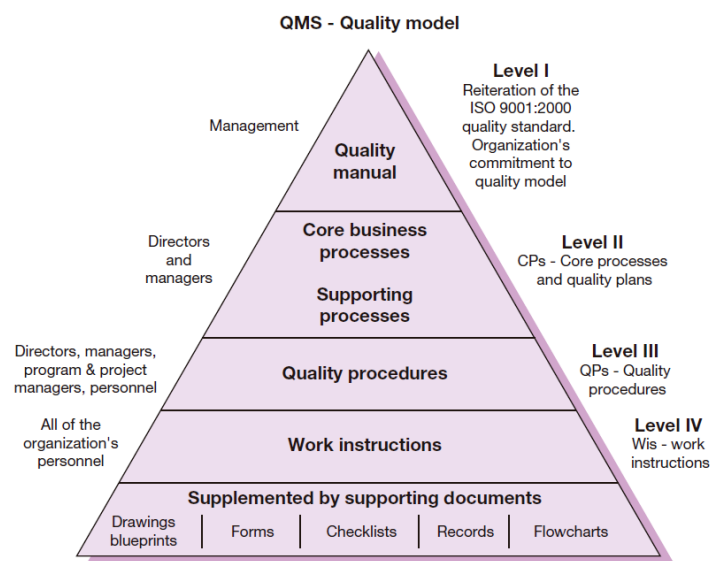 QMS - Quality model
Management
Quality
manual
Level I
Reiteration of the
ISO 9001:2000
quality standard.
Organization's
commitment to
quality model
Directors
and
managers
Core business
processes
Supporting
processes
Level II
CPs - Core processes
and quality plans
Directors, managers,
program & project
managers, personnel
Quality procedures
Level III
QPs - Quality
procedures
All of the
organization's
personnel
Work instructions
Level IV
Wis - work
instructions
Supplemented by supporting documents
Drawings
blueprints
Forms
Checklists
Records
Flowcharts